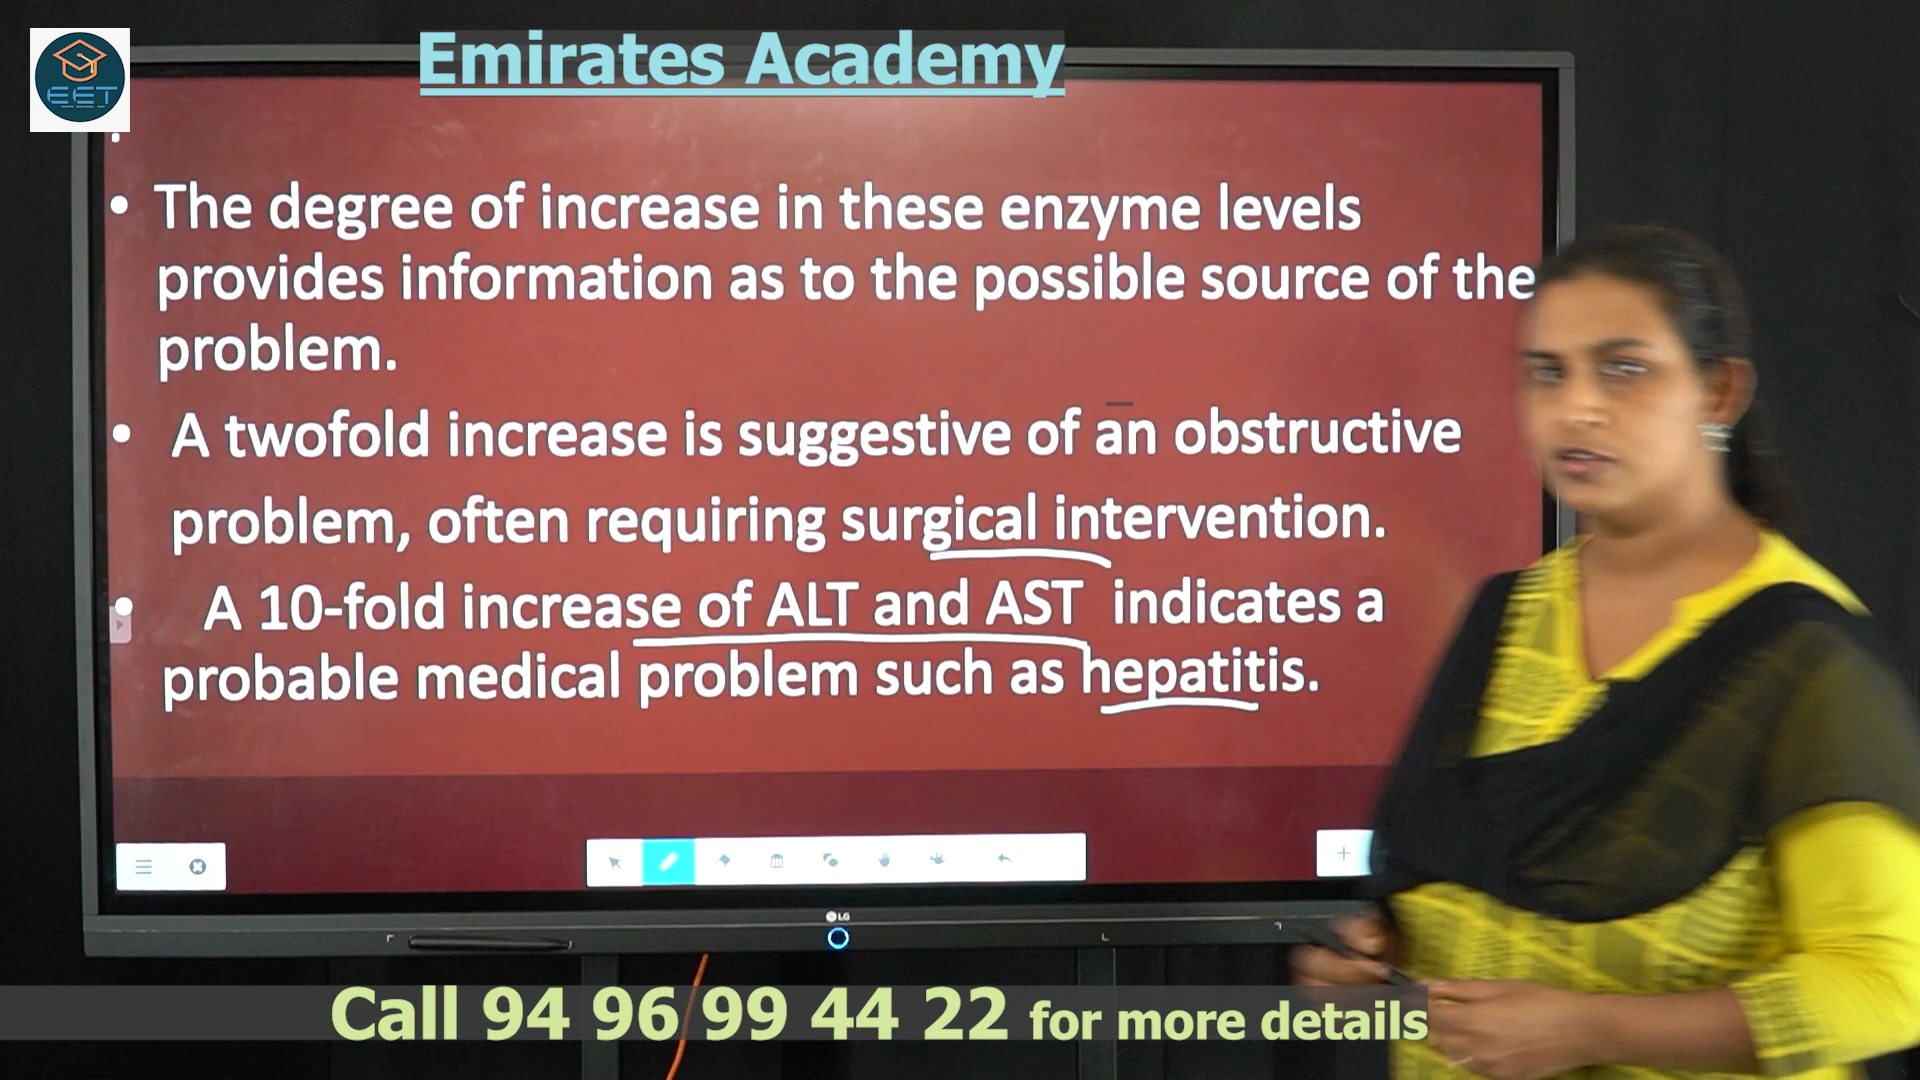 Emirates Academy
EET
• The degree of increase in these enzyme levels
provides information as to the possible source of the
problem.
• A twofold increase is suggestive of an obstructive
problem, often requiring surgical intervention.
• A 10-fold increase of ALT and AST indicates a
probable medical problem such as hepatitis.
LG
Call 94 96 99 44 22 for more details